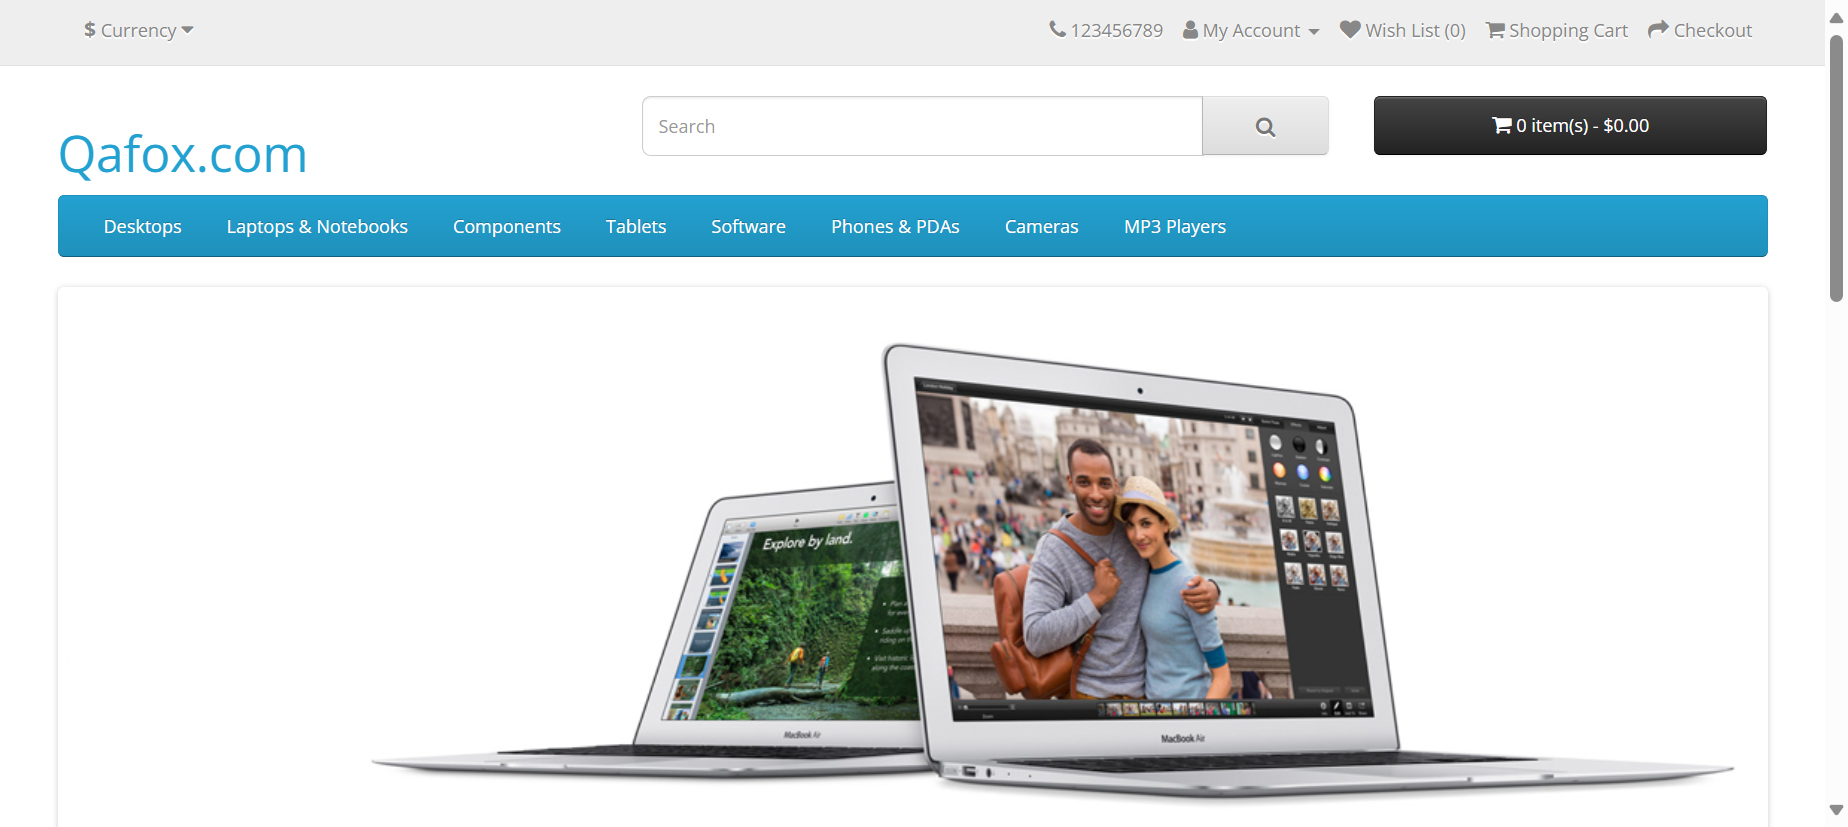 $ Currency
123456789 My Account Wish List (0) Shopping Cart Checkout
Search
0 item(s) - $0.00
Qafox.com
Desktops Laptops & Notebooks Components Tablets Software Phones & PDAs Cameras MP3 Players
Explore by land.
MacBook Air
MacBook Air